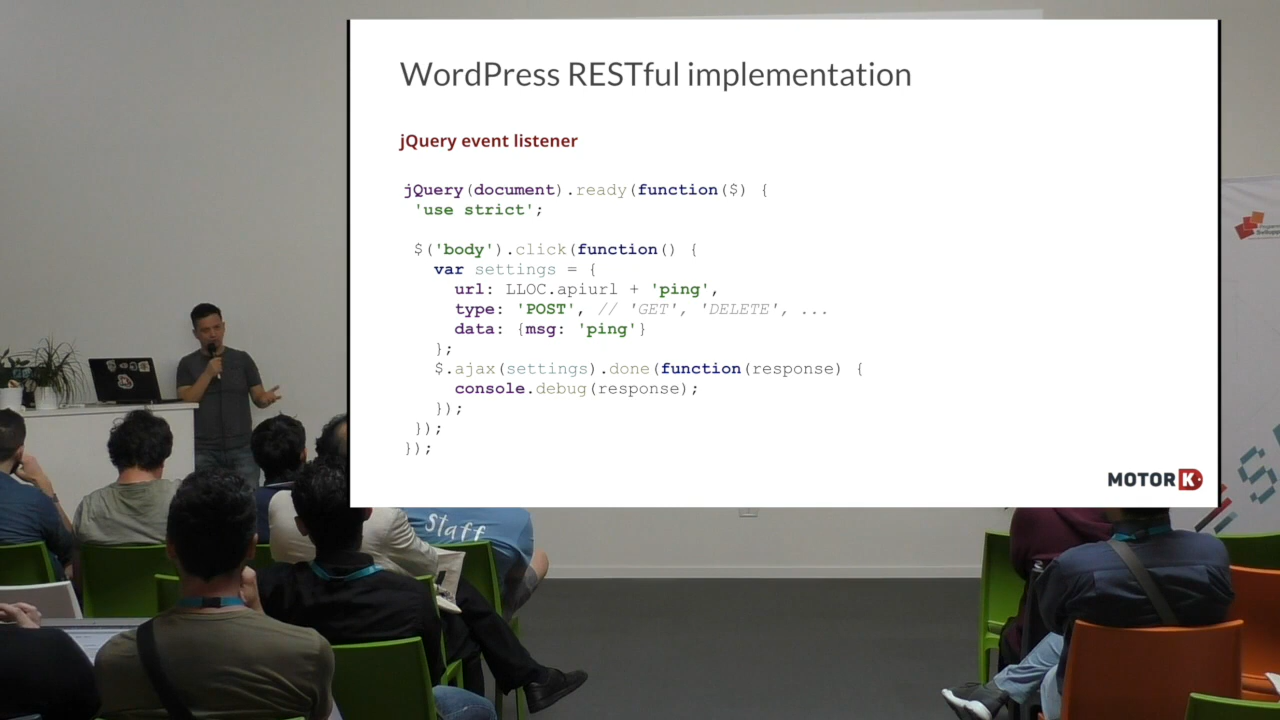 WordPress RESTful implementation
jQuery event listener
jQuery(document).ready(function($) {
'use strict';
$('body').click(function() {
var settings = {
url: LLOC.apiurl + 'ping',
type: 'POST', // 'GET', 'DELETE', ...
data: {msg: 'ping'}
};
$.ajax(settings).done(function(response) {
console.debug(response);
});
});
});
MOTORK
Staff